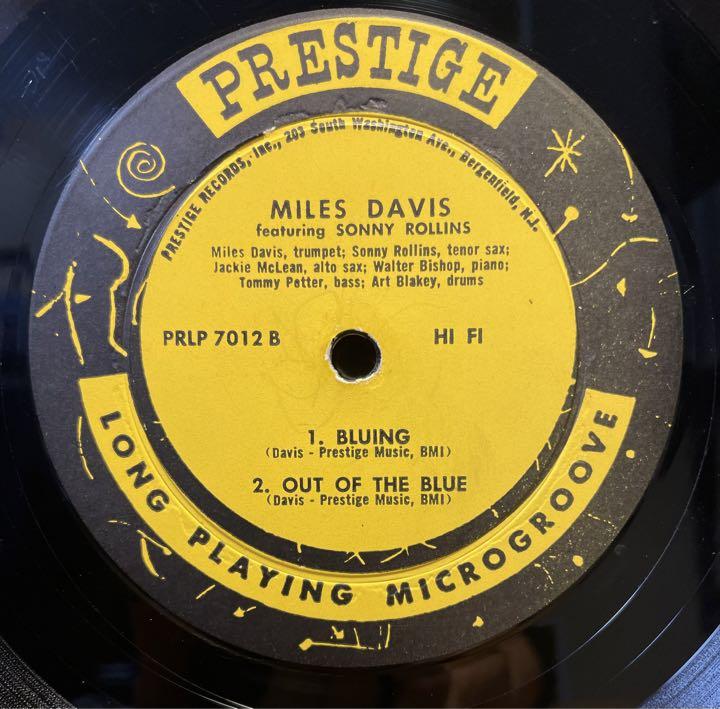 PRESTIGE
PRESTIGE RECORDS, Inc., 203 South Washington Ave., Bergenfield, N.J.
MILES DAVIS
featuring SONNY ROLLINS
Miles Davis, trumpet; Sonny Rollins, tenor sax;
Jackie McLean, alto sax; Walter Bishop, piano;
Tommy Potter, bass; Art Blakey, drums
PRLP 7012 B HI FI
1. BLUING
(Davis - Prestige Music, BMI)
2. OUT OF THE BLUE
(Davis - Prestige Music, BMI)
LONG PLAYING MICROGROOVE